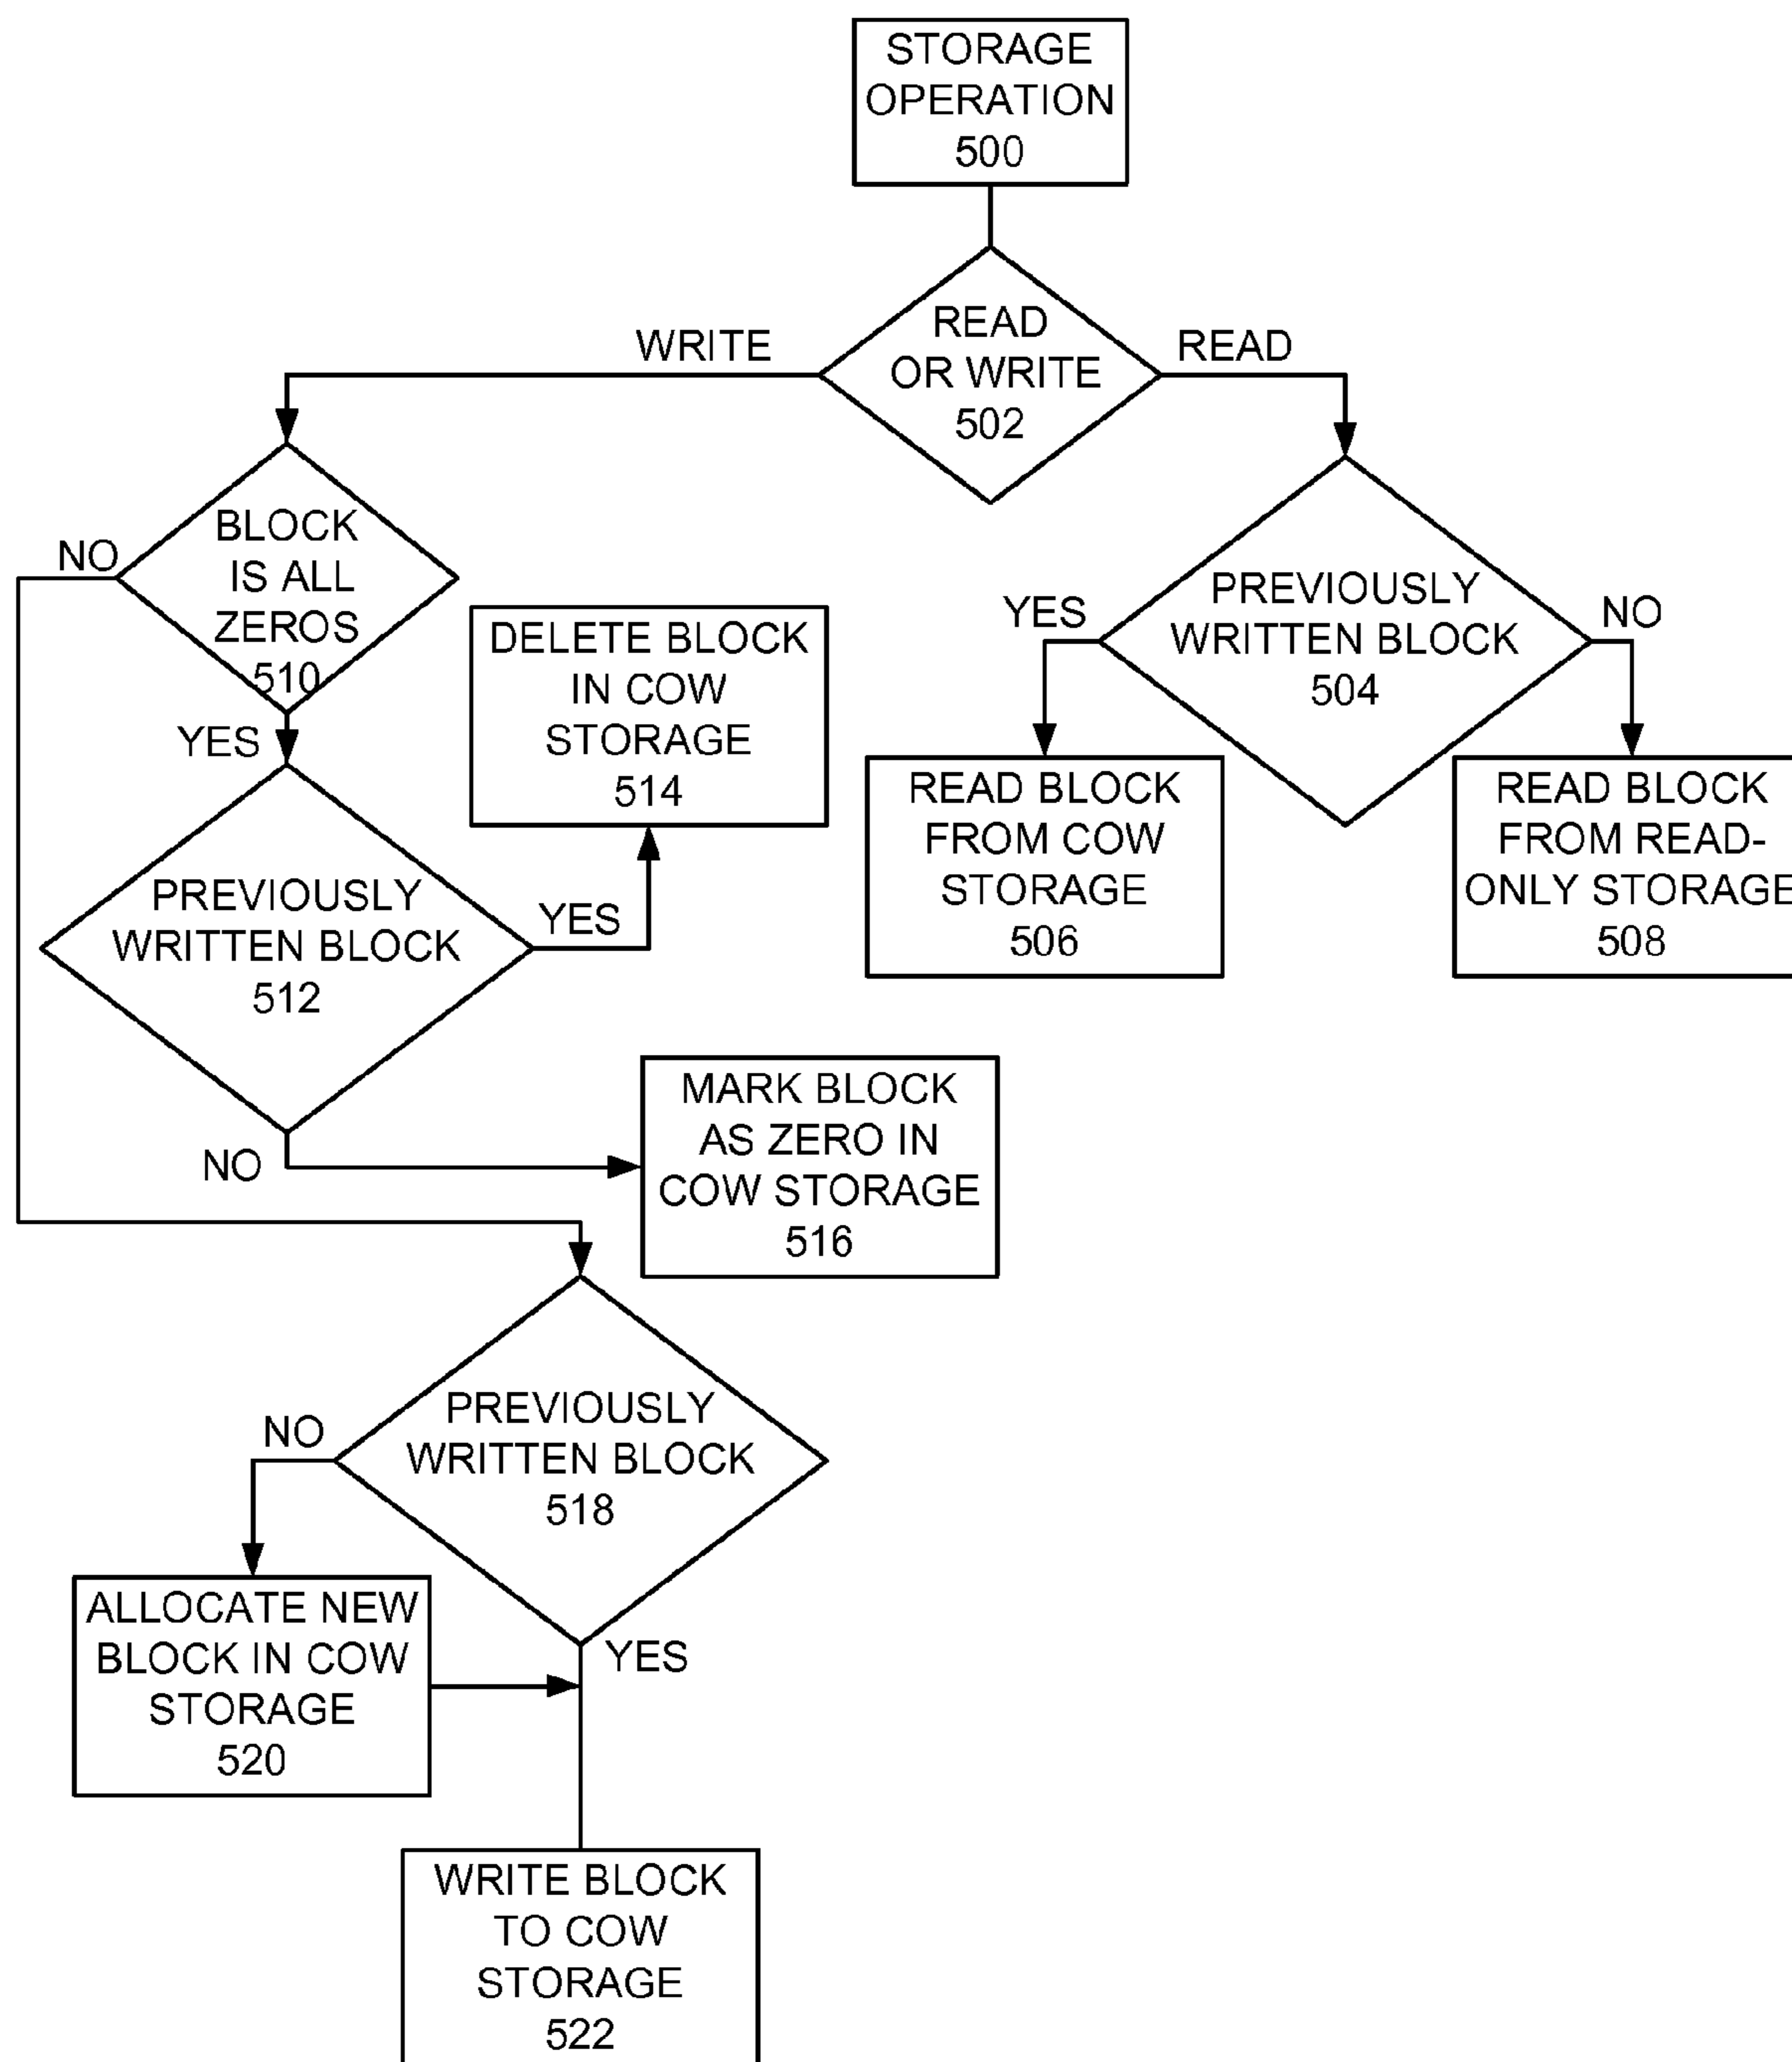 STORAGE
OPERATION
500
READ
OR WRITE
502
WRITE
READ
BLOCK
IS ALL
ZEROS
510
NO
YES
PREVIOUSLY
WRITTEN BLOCK
504
YES
NO
DELETE BLOCK
IN COW
STORAGE
514
READ BLOCK
FROM COW
STORAGE
506
READ BLOCK
FROM READ-
ONLY STORAGE
508
PREVIOUSLY
WRITTEN BLOCK
512
YES
NO
MARK BLOCK
AS ZERO IN
COW STORAGE
516
PREVIOUSLY
WRITTEN BLOCK
518
NO
YES
ALLOCATE NEW
BLOCK IN COW
STORAGE
520
WRITE BLOCK
TO COW
STORAGE
522